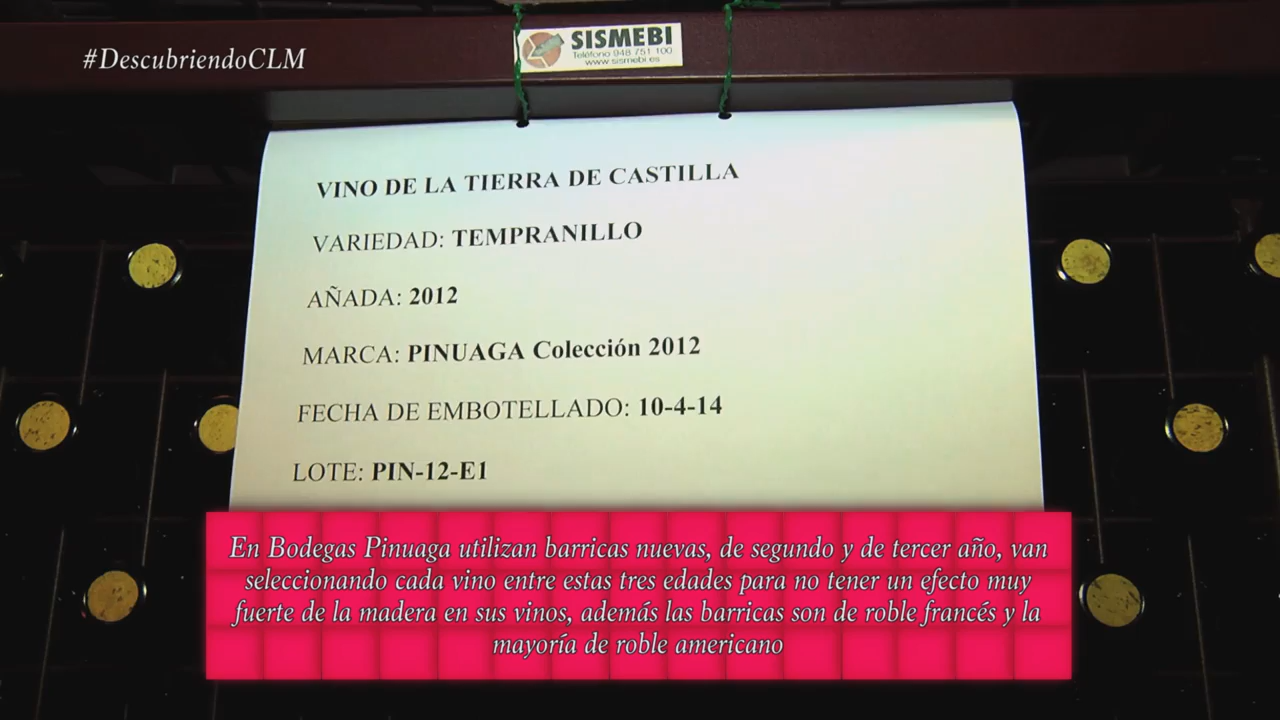 #DescubriendoCLM
SISMEBI
Teléfono 948 751 100
www.sismebi.es
VINO DE LA TIERRA DE CASTILLA
VARIEDAD: TEMPRANILLO
AÑADA: 2012
MARCA: PINUAGA Colección 2012
FECHA DE EMBOTELLADO: 10-4-14
LOTE: PIN-12-E1
En Bodegas Pinuaga utilizan barricas nuevas, de segundo y de tercer año, van
seleccionando cada vino entre estas tres edades para no tener un efecto muy
fuerte de la madera en sus vinos, además las barricas son de roble francés y la
mayoría de roble americano